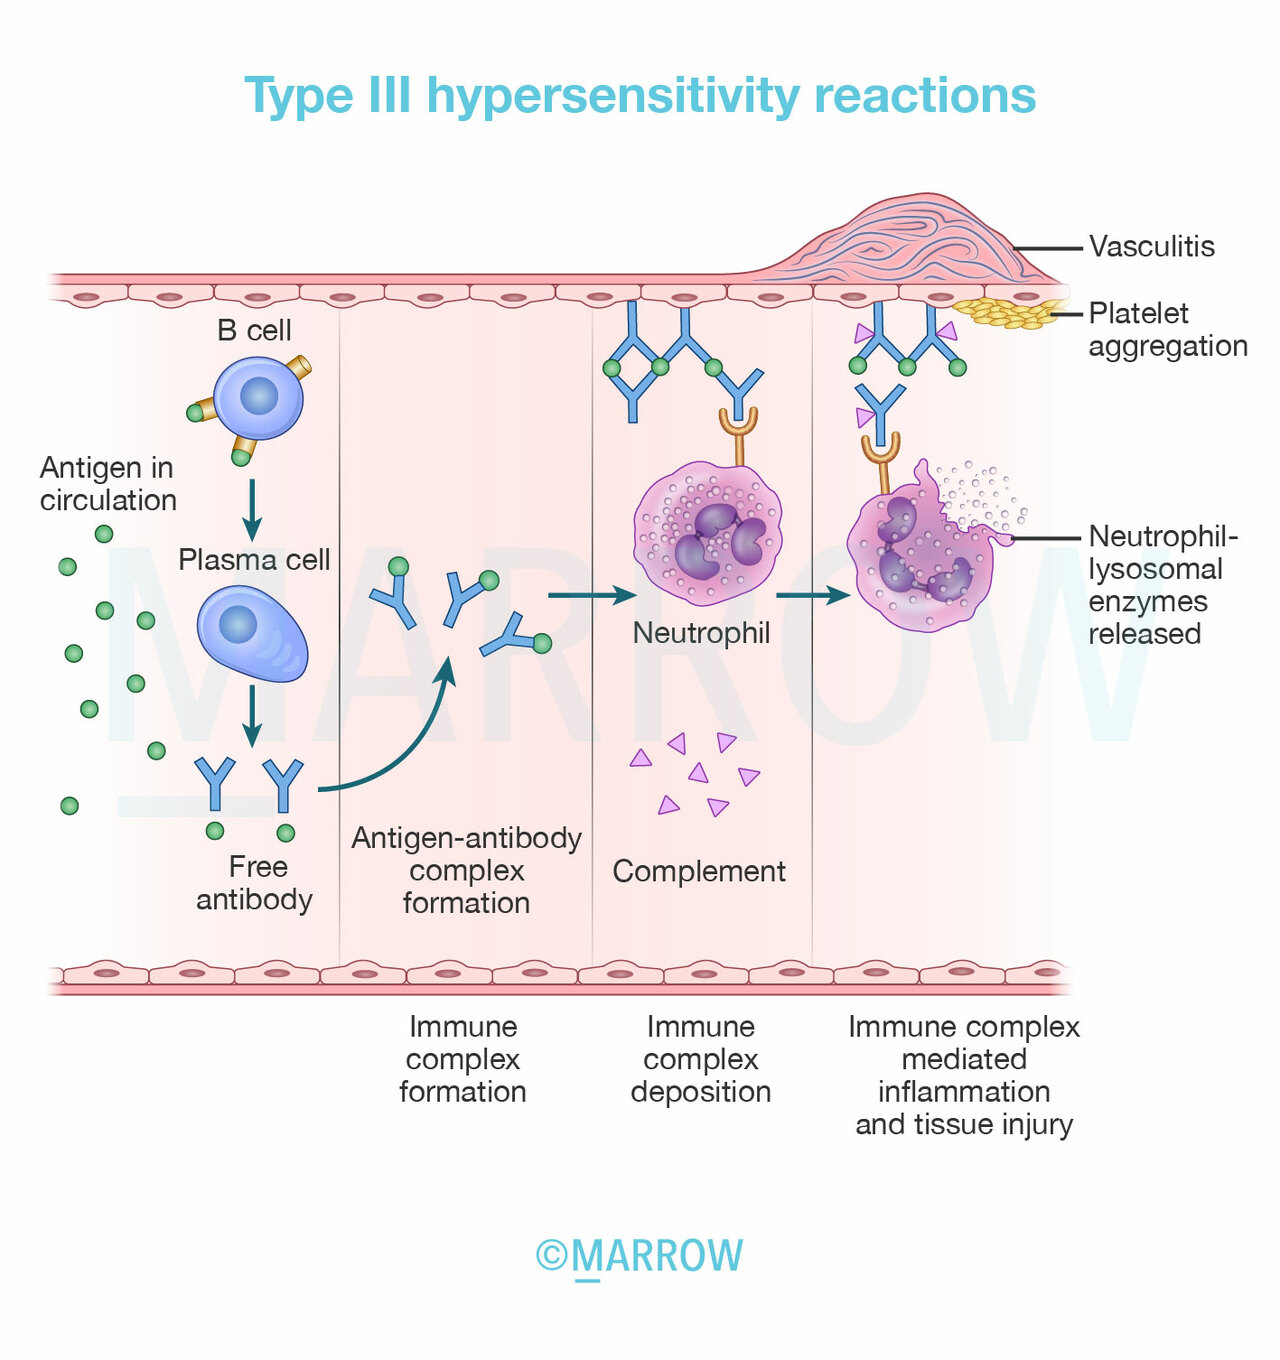 Type III hypersensitivity reactions
Vasculitis
Platelet
aggregation
B cell
Antigen in
circulation
Plasma cell
Free
antibody
Antigen-antibody
complex
formation
Neutrophil
Complement
Neutrophil-
lysosomal
enzymes
released
MARROW
Immune
complex
formation
Immune
complex
deposition
Immune complex
mediated
inflammation
and tissue injury
©MARROW